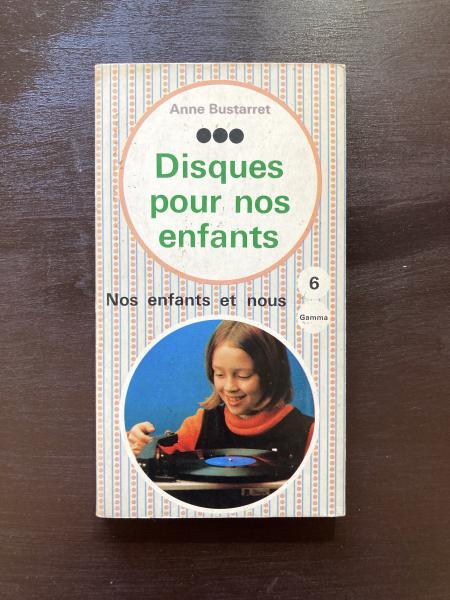 Anne Bustarret
Disques
pour nos
enfants
Nos enfants et nous
6
Gamma